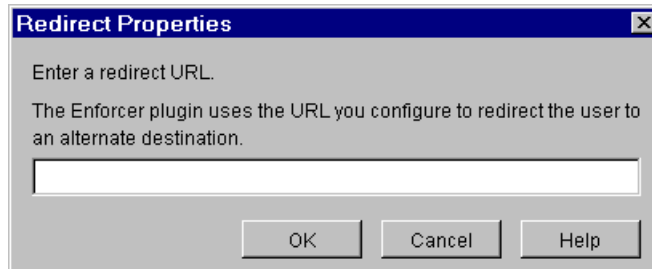 Redirect Properties
Enter a redirect URL.
The Enforcer plugin uses the URL you configure to redirect the user to
an alternate destination.
OK Cancel Help